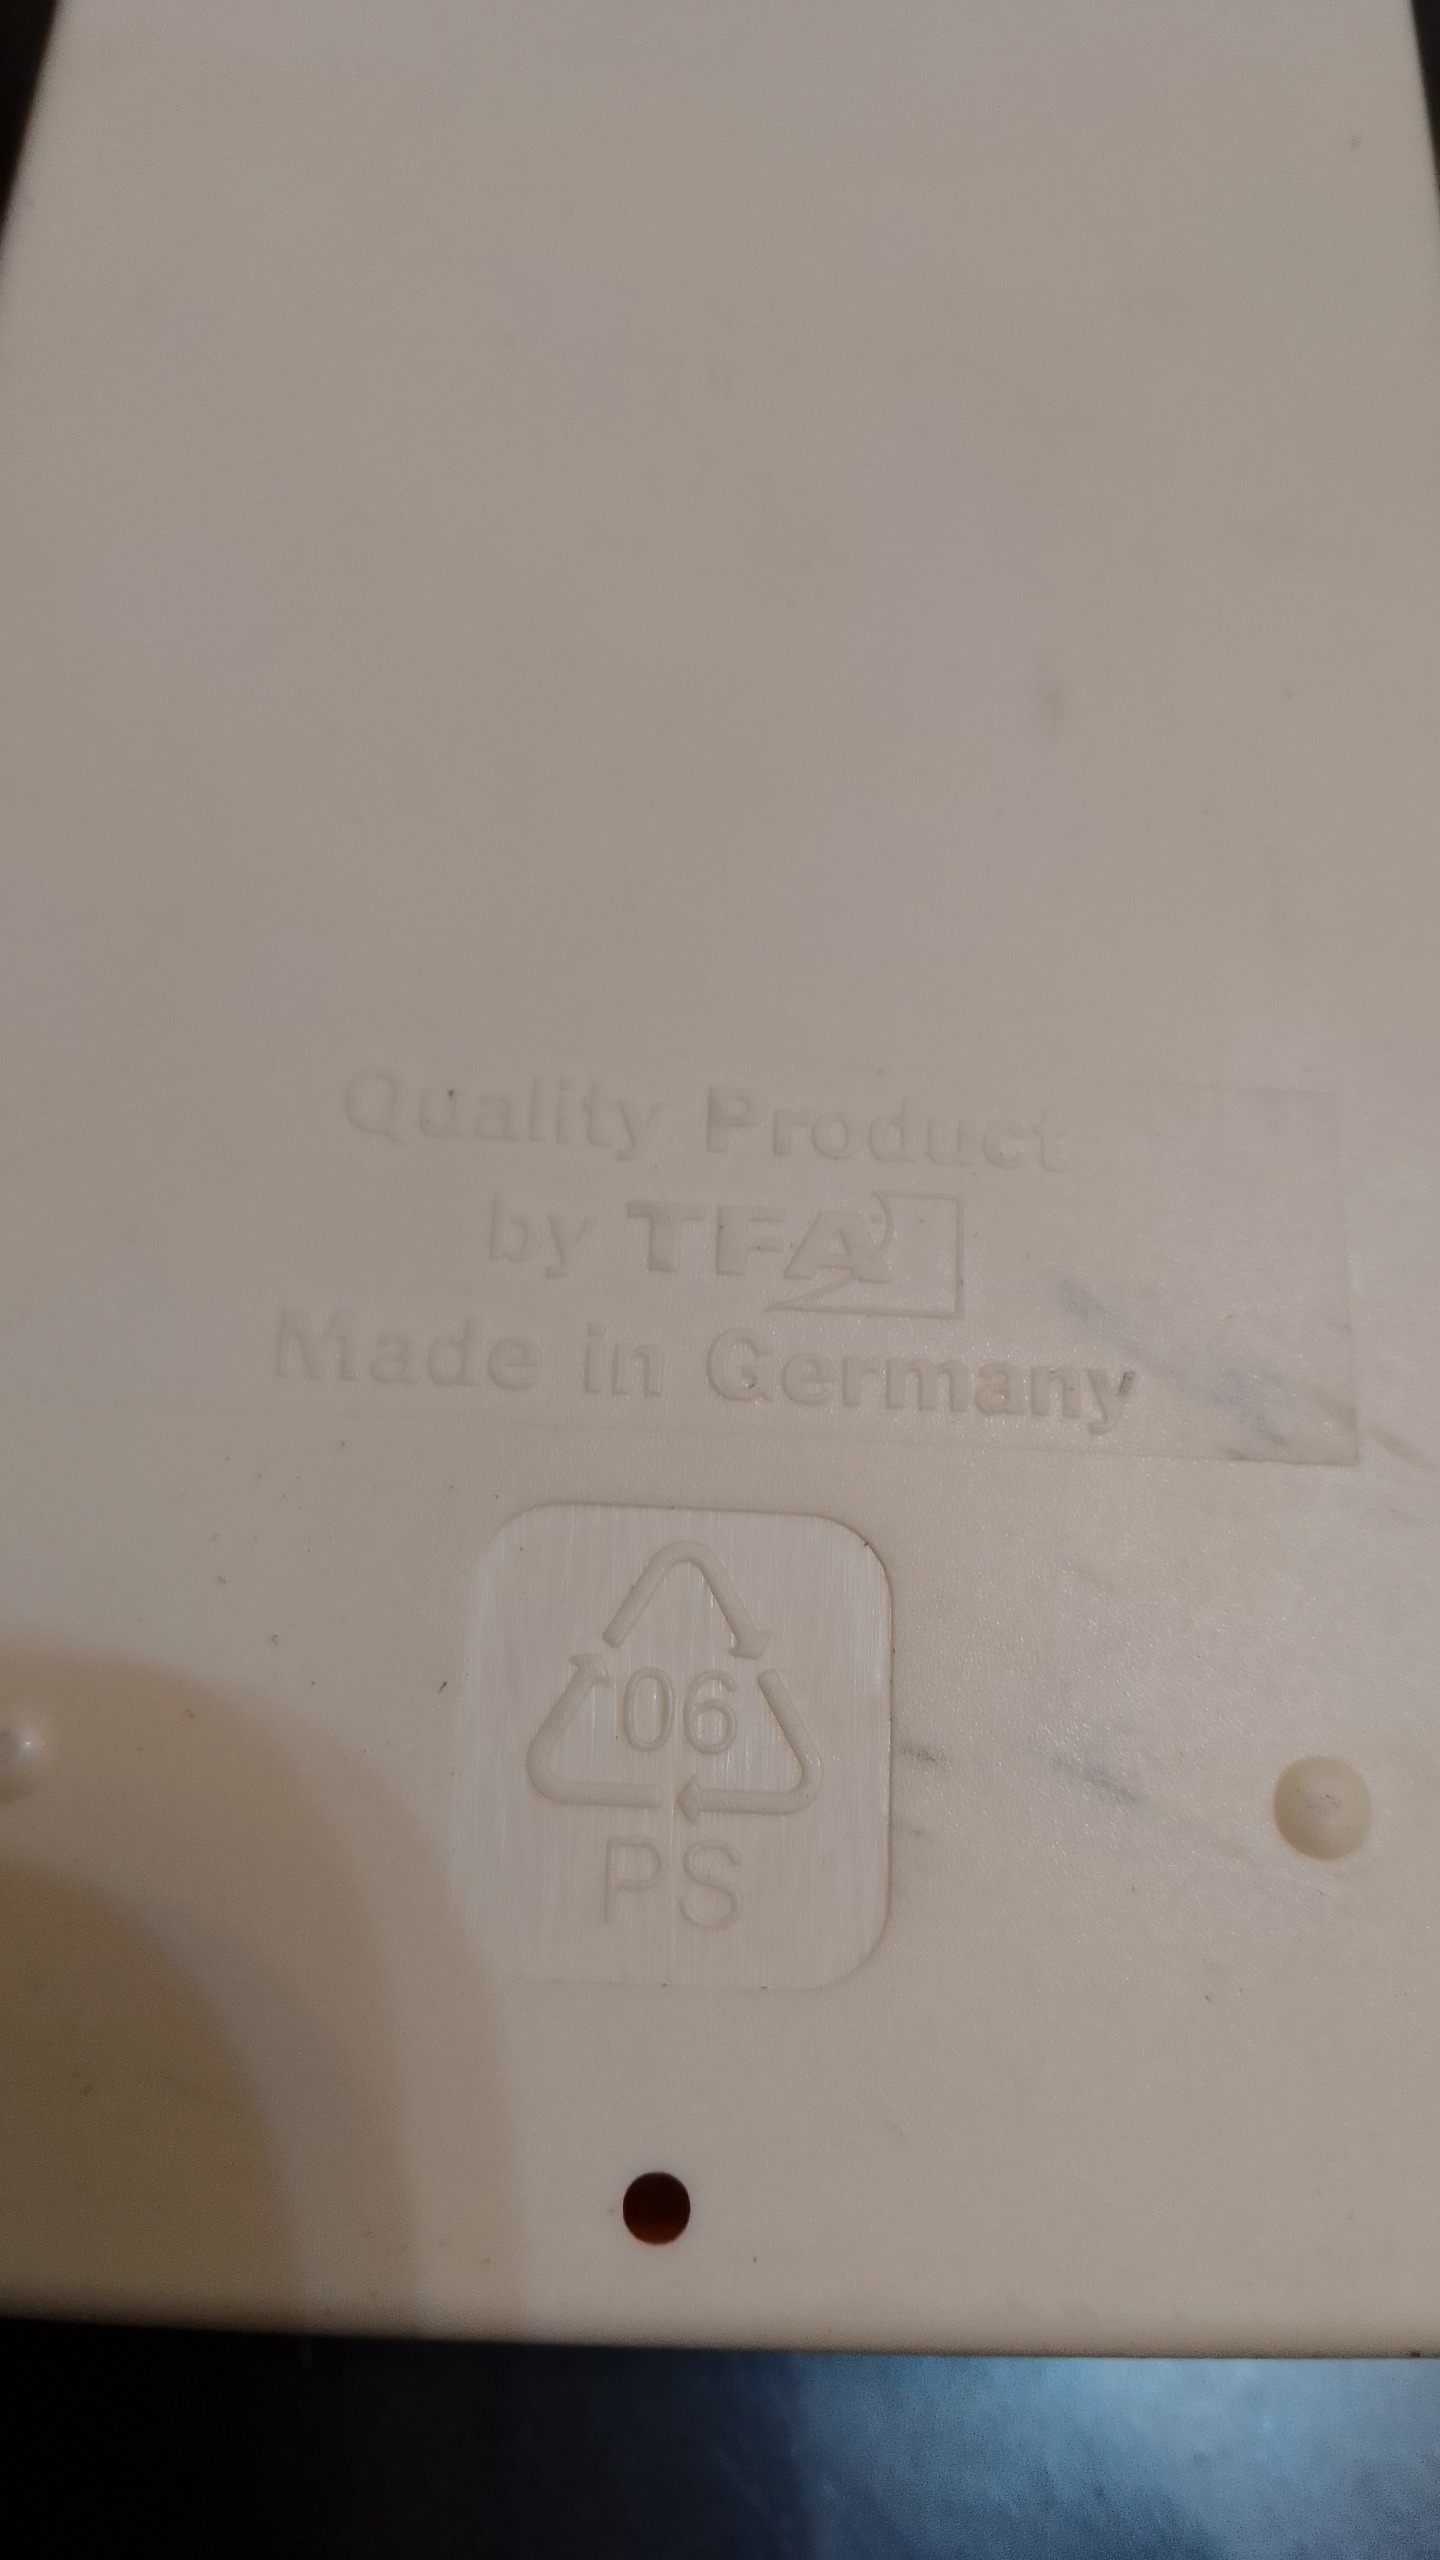 Quality Product
by TFA
Made in Germany
06
PS